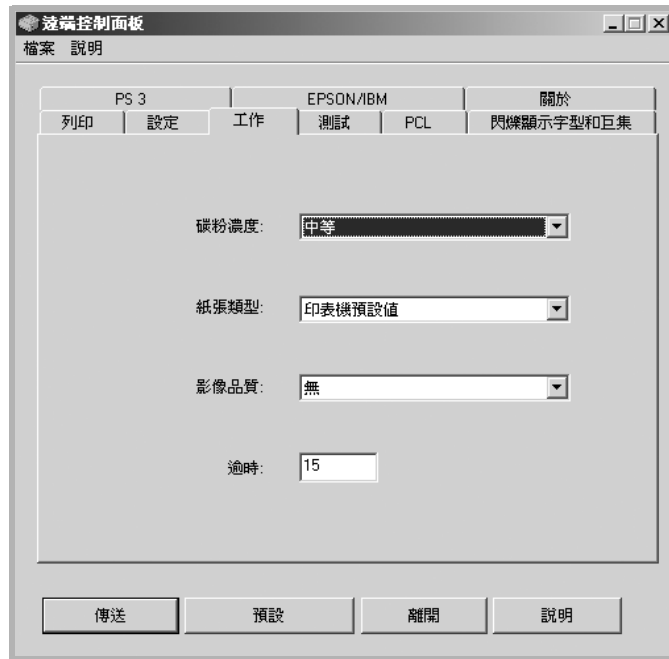 遠端控制面板
檔案 說明
PS 3 EPSON/IBM 關於
列印 設定 工作 測試 PCL 閃爍顯示字型和巨集
碳粉濃度: 中等
紙張類型: 印表機預設值
影像品質: 無
逾時: 15
傳送 預設 離開 說明